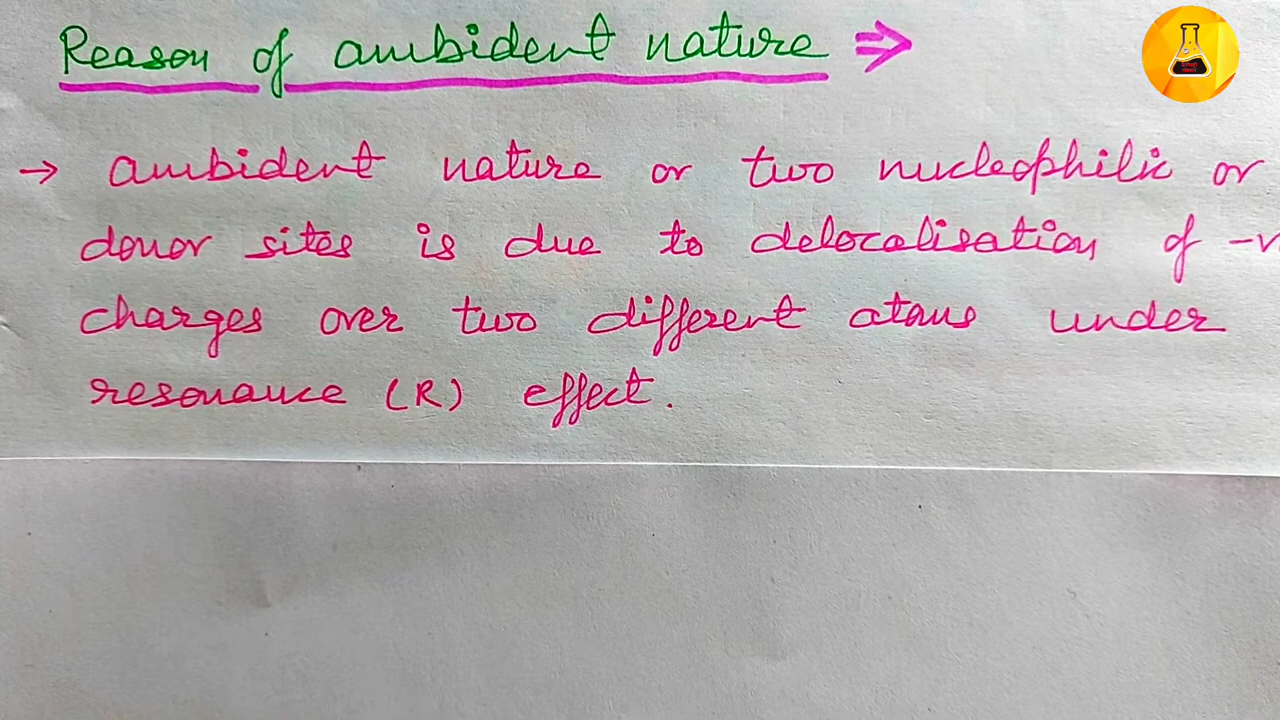 Reason of ambident nature ⇒
→ ambident nature or two nucleophilic or
donor sites is due to delocalisation of -v
charges over two different atoms under
resonance (R) effect.